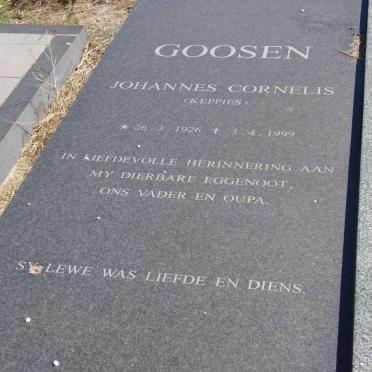 GOOSEN
JOHANNES CORNELIS
(KEPPIES)
* 26.3.1926 † 3.4.1999
IN LIEFDEVOLLE HERINNERING AAN
MY DIERBARE EGGENOOT,
ONS VADER EN OUPA.
SY LEWE WAS LIEFDE EN DIENS.